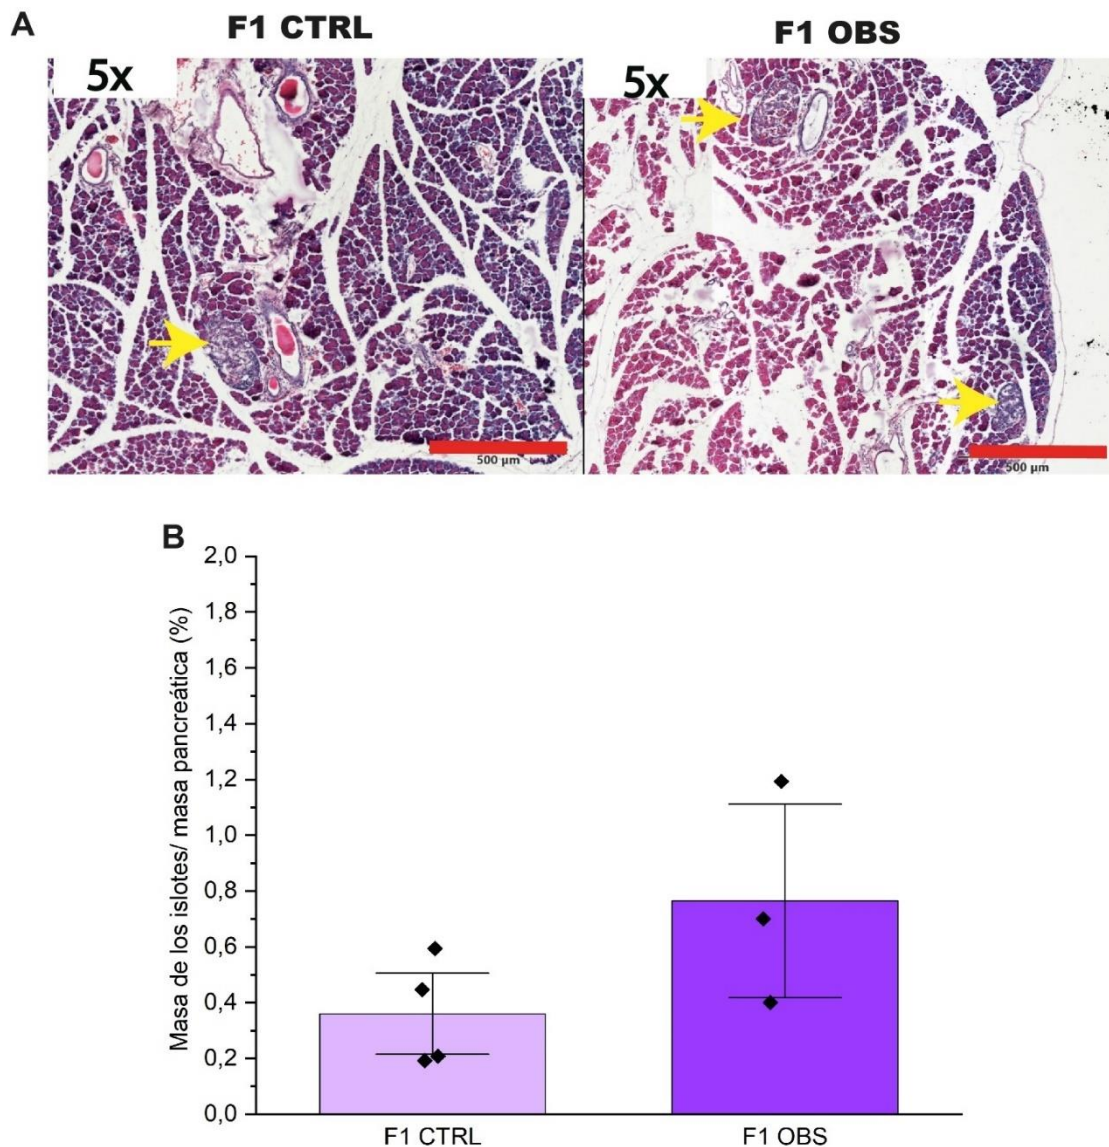 A
F1 CTRL
F1 OBS
5x
5x
500 µm
500 µm
B
Masa de los islotes/ masa pancreática (%)
2,0
1,8
1,6
1,4
1,2
1,0
0,8
0,6
0,4
0,2
0,0
F1 CTRL
F1 OBS